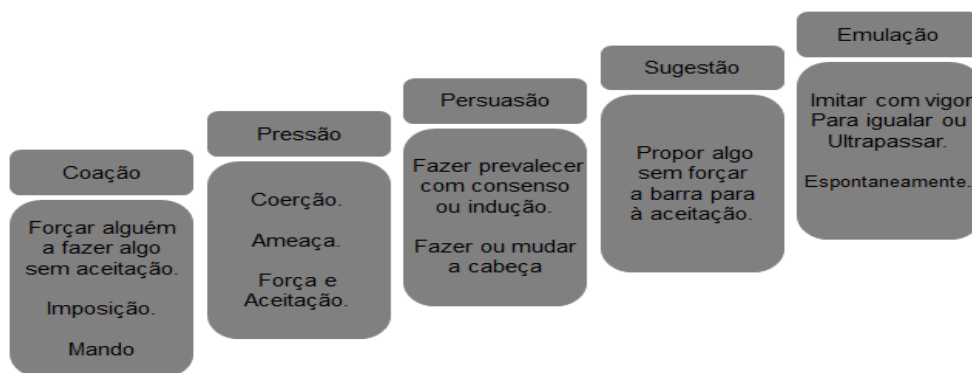 Coação
Forçar alguém
a fazer algo
sem aceitação.
Imposição.
Mando
Pressão
Coerção.
Ameaça.
Força e
Aceitação.
Persuasão
Fazer prevalecer
com consenso
ou indução.
Fazer ou mudar
a cabeça
Sugestão
Propor algo
sem forçar
a barra para
à aceitação.
Emulação
Imitar com vigor
Para igualar ou
Ultrapassar.
Espontaneamente.